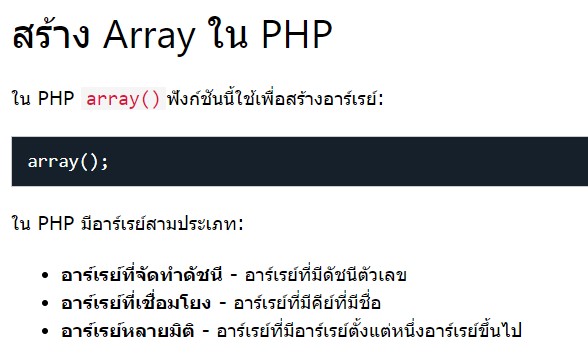 สร้าง Array ใน PHP
ใน PHP array() ฟังก์ชันนี้ใช้เพื่อสร้างอาร์เรย์:
array();
ใน PHP มีอาร์เรย์สามประเภท:
• อาร์เรย์ที่จัดทำดัชนี - อาร์เรย์ที่มีดัชนีตัวเลข
• อาร์เรย์ที่เชื่อมโยง - อาร์เรย์ที่มีคีย์ที่มีชื่อ
• อาร์เรย์หลายมิติ - อาร์เรย์ที่มีอาร์เรย์ตั้งแต่หนึ่งอาร์เรย์ขึ้นไป